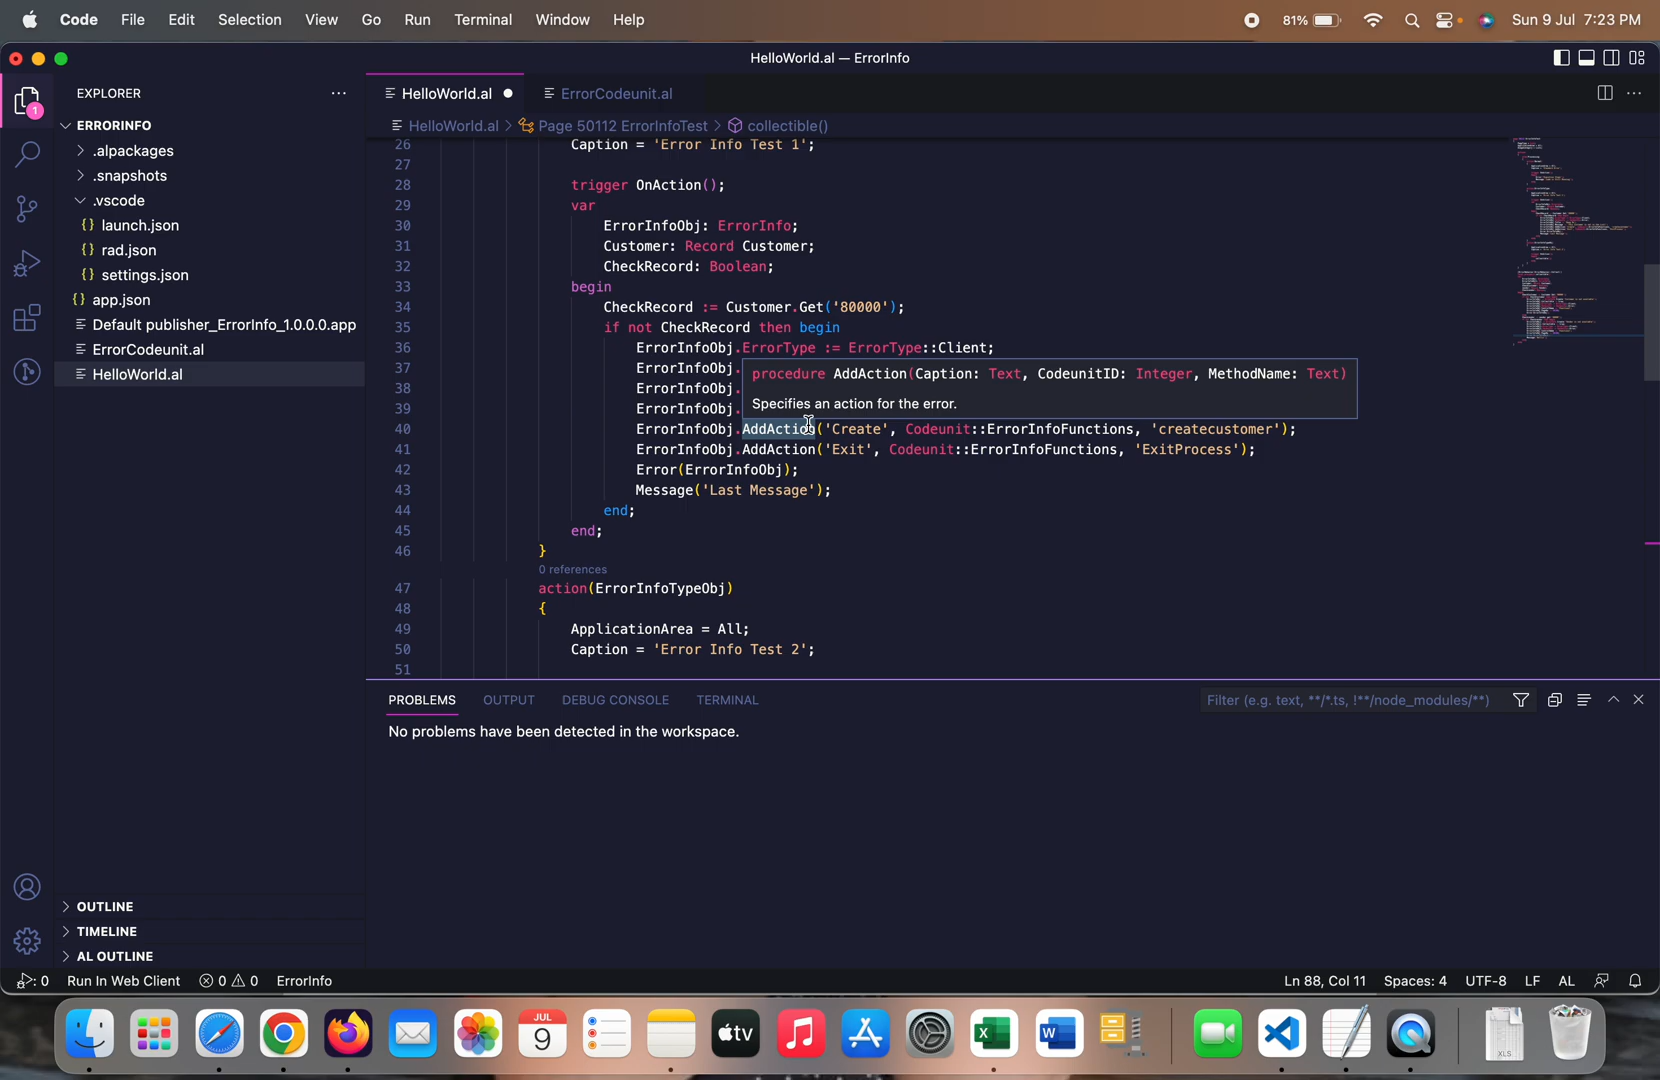 Code File Edit Selection View Go Run Terminal Window Help 81% Sun 9 Jul 7:23 PM
HelloWorld.al — ErrorInfo
EXPLORER
HelloWorld.al
ErrorCodeunit.al
HelloWorld.al > Page 50112 ErrorInfoTest > collectible()
1
ERRORINFO
.alpackages
.snapshots
.vscode
{} launch.json
{} rad.json
{} settings.json
{} app.json
Default publisher_ErrorInfo_1.0.0.0.app
ErrorCodeunit.al
HelloWorld.al
26 Caption = 'Error Info Test 1';
27
28 trigger OnAction();
29 var
30 ErrorInfoObj: ErrorInfo;
31 Customer: Record Customer;
32 CheckRecord: Boolean;
33 begin
34 CheckRecord := Customer.Get('80000');
35 if not CheckRecord then begin
36 ErrorInfoObj.ErrorType := ErrorType::Client;
37 ErrorInfoObj.
38 ErrorInfoObj.
39 ErrorInfoObj.
procedure AddAction(Caption: Text, CodeunitID: Integer, MethodName: Text)
Specifies an action for the error.
40 ErrorInfoObj.AddAction('Create', Codeunit::ErrorInfoFunctions, 'createcustomer');
41 ErrorInfoObj.AddAction('Exit', Codeunit::ErrorInfoFunctions, 'ExitProcess');
42 Error(ErrorInfoObj);
43 Message('Last Message');
44 end;
45 end;
46 }
0 references
47 action(ErrorInfoTypeObj)
48 {
49 ApplicationArea = All;
50 Caption = 'Error Info Test 2';
51
PROBLEMS OUTPUT DEBUG CONSOLE TERMINAL Filter (e.g. text, **/*.ts, !**/node_modules/**)
No problems have been detected in the workspace.
OUTLINE
TIMELINE
AL OUTLINE
0 Run In Web Client 0 0 ErrorInfo Ln 88, Col 11 Spaces: 4 UTF-8 LF AL
JUL
9
tv
XLS